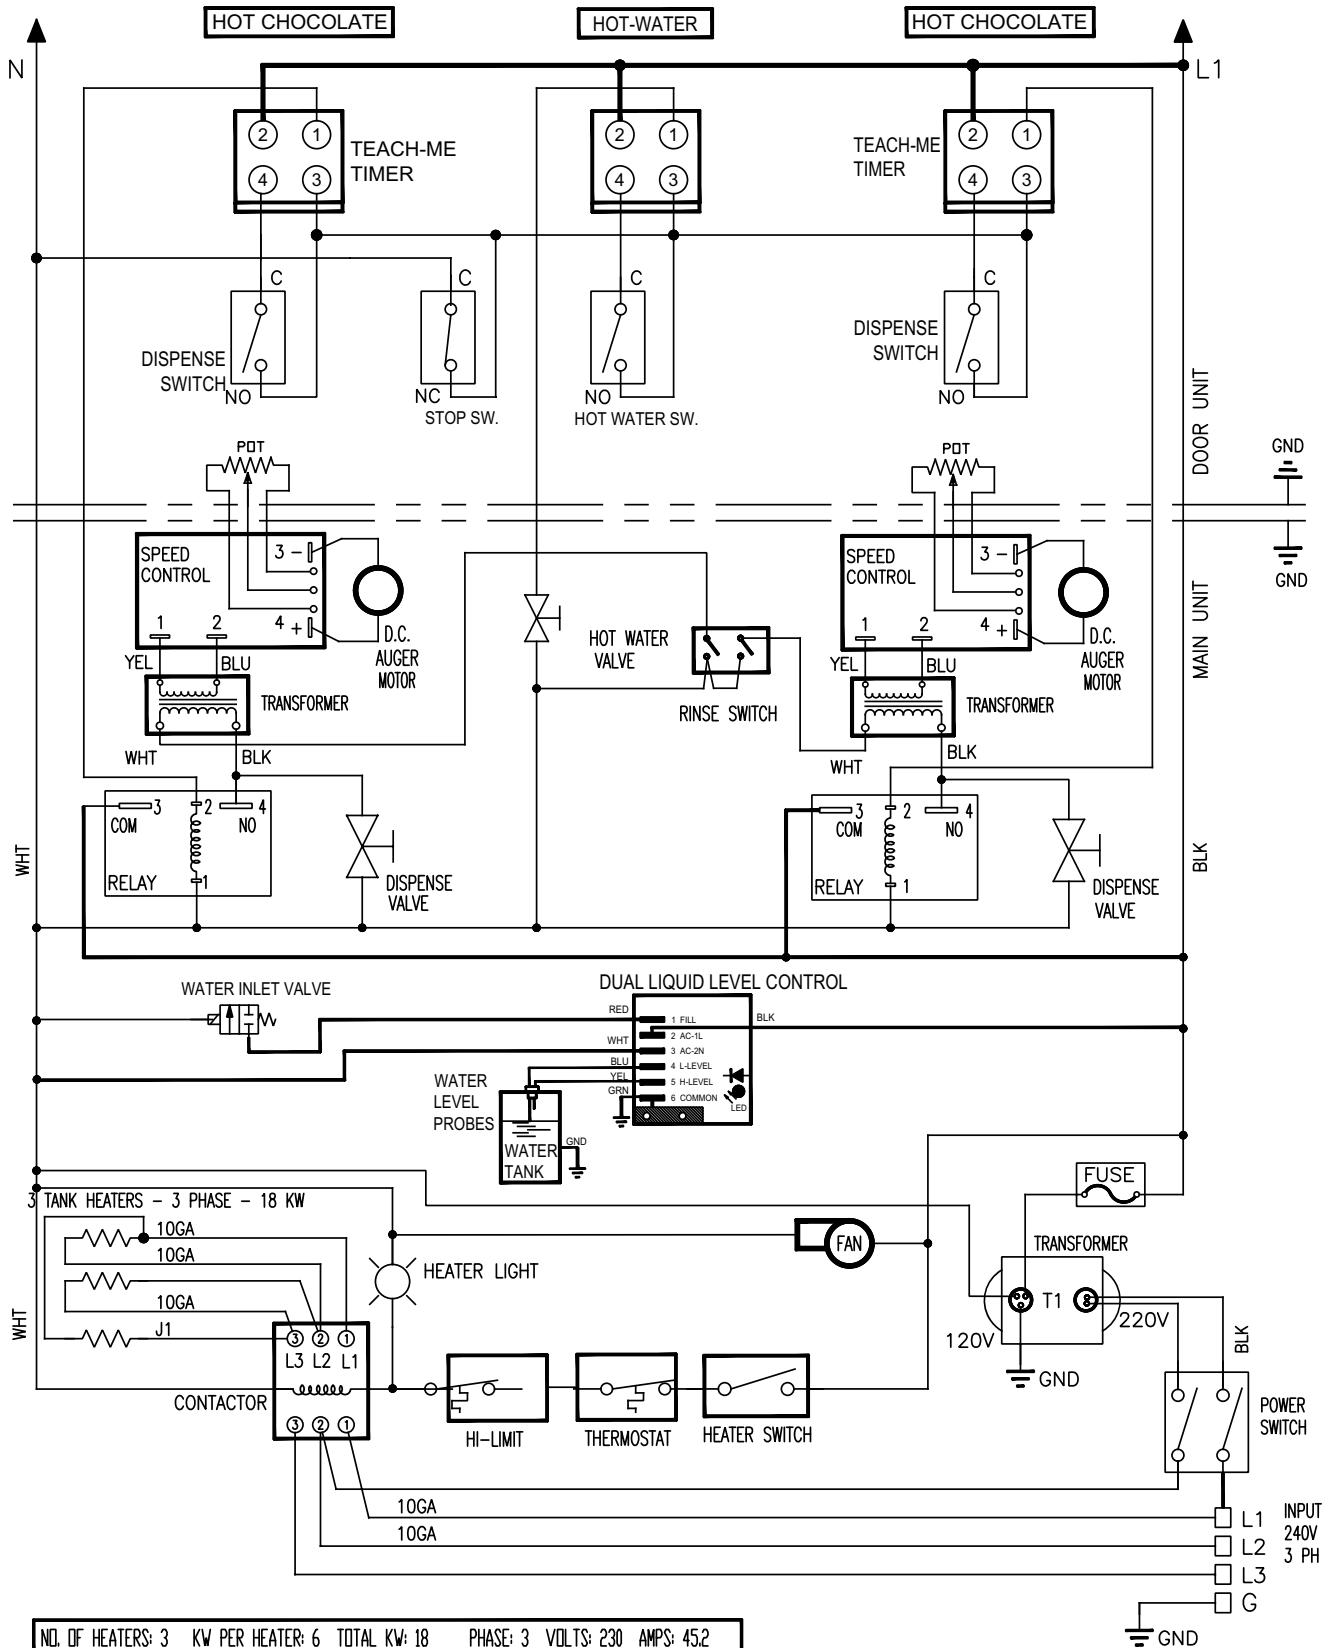 HOT CHOCOLATE
HOT-WATER
HOT CHOCOLATE
N
L1
2 1
4 3
TEACH-ME
TIMER
2 1
4 3
TEACH-ME
TIMER
2 1
4 3
C
C
C
C
DISPENSE
SWITCH
NO
NC
STOP SW.
NO
HOT WATER SW.
DISPENSE
SWITCH
NO
DOOR UNIT
GND
POT
POT
SPEED
CONTROL
3 -
4 +
1 2
YEL
BLU
D.C.
AUGER
MOTOR
TRANSFORMER
WHT
BLK
HOT WATER
VALVE
RINSE SWITCH
SPEED
CONTROL
3 -
4 +
1 2
YEL
BLU
D.C.
AUGER
MOTOR
TRANSFORMER
WHT
BLK
GND
MAIN UNIT
3
COM
2
4
NO
RELAY
1
DISPENSE
VALVE
WHT
3
COM
2
4
NO
RELAY
1
DISPENSE
VALVE
BLK
WATER INLET VALVE
DUAL LIQUID LEVEL CONTROL
RED
1 FILL
BLK
2 AC-1L
WHT
3 AC-2N
BLU
4 L-LEVEL
YEL
5 H-LEVEL
GRN
6 COMMON
LED
WATER
LEVEL
PROBES
WATER
TANK
GND
FUSE
3 TANK HEATERS - 3 PHASE - 18 KW
10GA
10GA
10GA
J1
WHT
HEATER LIGHT
FAN
TRANSFORMER
T1
120V
220V
GND
BLK
3 2 1
L3 L2 L1
CONTACTOR
3 2 1
HI-LIMIT
THERMOSTAT
HEATER SWITCH
POWER
SWITCH
10GA
10GA
L1
L2
L3
G
INPUT
240V
3 PH
GND
NO. OF HEATERS: 3 KW PER HEATER: 6 TOTAL KW: 18 PHASE: 3 VOLTS: 230 AMPS: 45.2